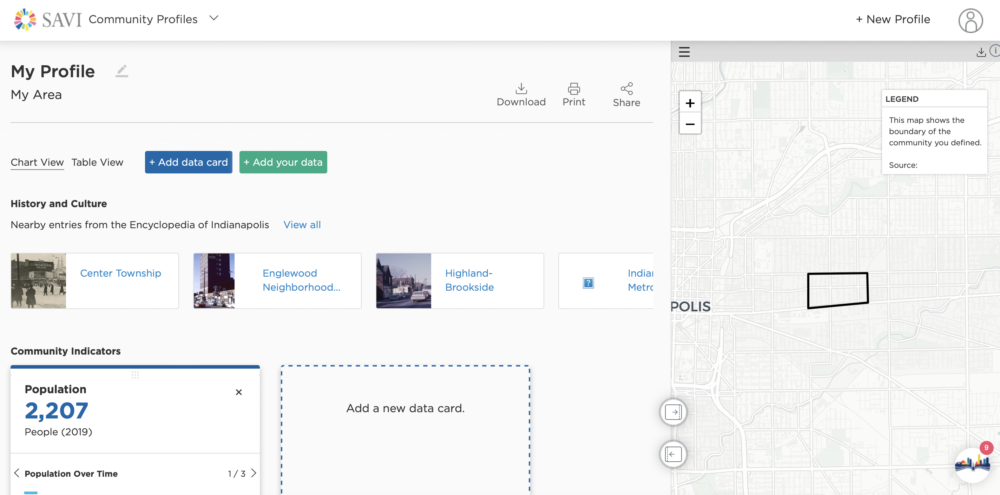 SAVI Community Profiles
+ New Profile
My Profile
My Area
Download
Print
Share
Chart View
Table View
+ Add data card
+ Add your data
History and Culture
Nearby entries from the Encyclopedia of Indianapolis
View all
Center Township
Englewood
Neighborhood...
Highland-
Brookside
India
Metro
Community Indicators
Population
2,207
People (2019)
Population Over Time
1 / 3
Add a new data card.
LEGEND
This map shows the
boundary of the
community you defined.
Source:
POLIS
9